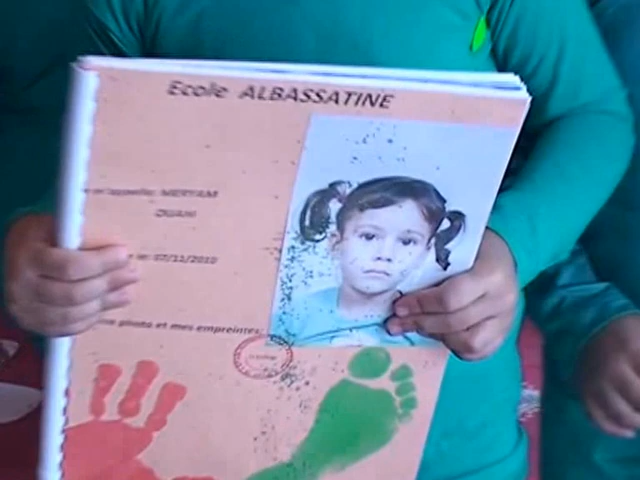 Ecole ALBASSATINE
m'appelle: MERYAM
OUAHI
le: 07/11/2010
photo et mes empreintes: